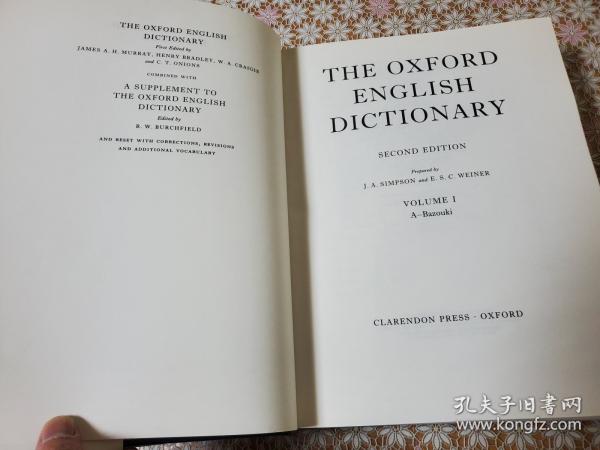 THE OXFORD ENGLISH
DICTIONARY
First Edited by
JAMES A. H. MURRAY, HENRY BRADLEY, W. A. CRAIGIE
and C. T. ONIONS
COMBINED WITH
A SUPPLEMENT TO
THE OXFORD ENGLISH
DICTIONARY
Edited by
R. W. BURCHFIELD
AND RESET WITH CORRECTIONS, REVISIONS
AND ADDITIONAL VOCABULARY
THE OXFORD
ENGLISH
DICTIONARY
SECOND EDITION
Prepared by
J. A. SIMPSON and E. S. C. WEINER
VOLUME I
A–Bazouki
CLARENDON PRESS · OXFORD
孔夫子旧書网
www.kongfz.com